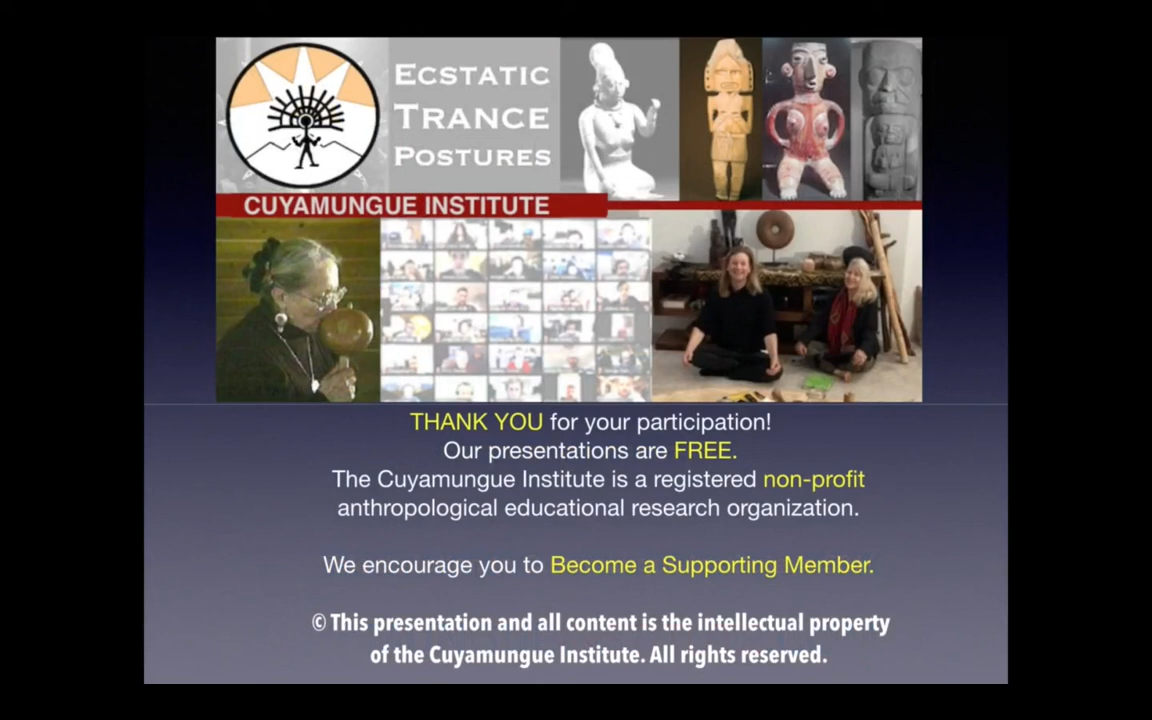 ECSTATIC
TRANCE
POSTURES
CUYAMUNGUE INSTITUTE
THANK YOU for your participation!
Our presentations are FREE.
The Cuyamungue Institute is a registered non-profit
anthropological educational research organization.
We encourage you to Become a Supporting Member.
© This presentation and all content is the intellectual property
of the Cuyamungue Institute. All rights reserved.